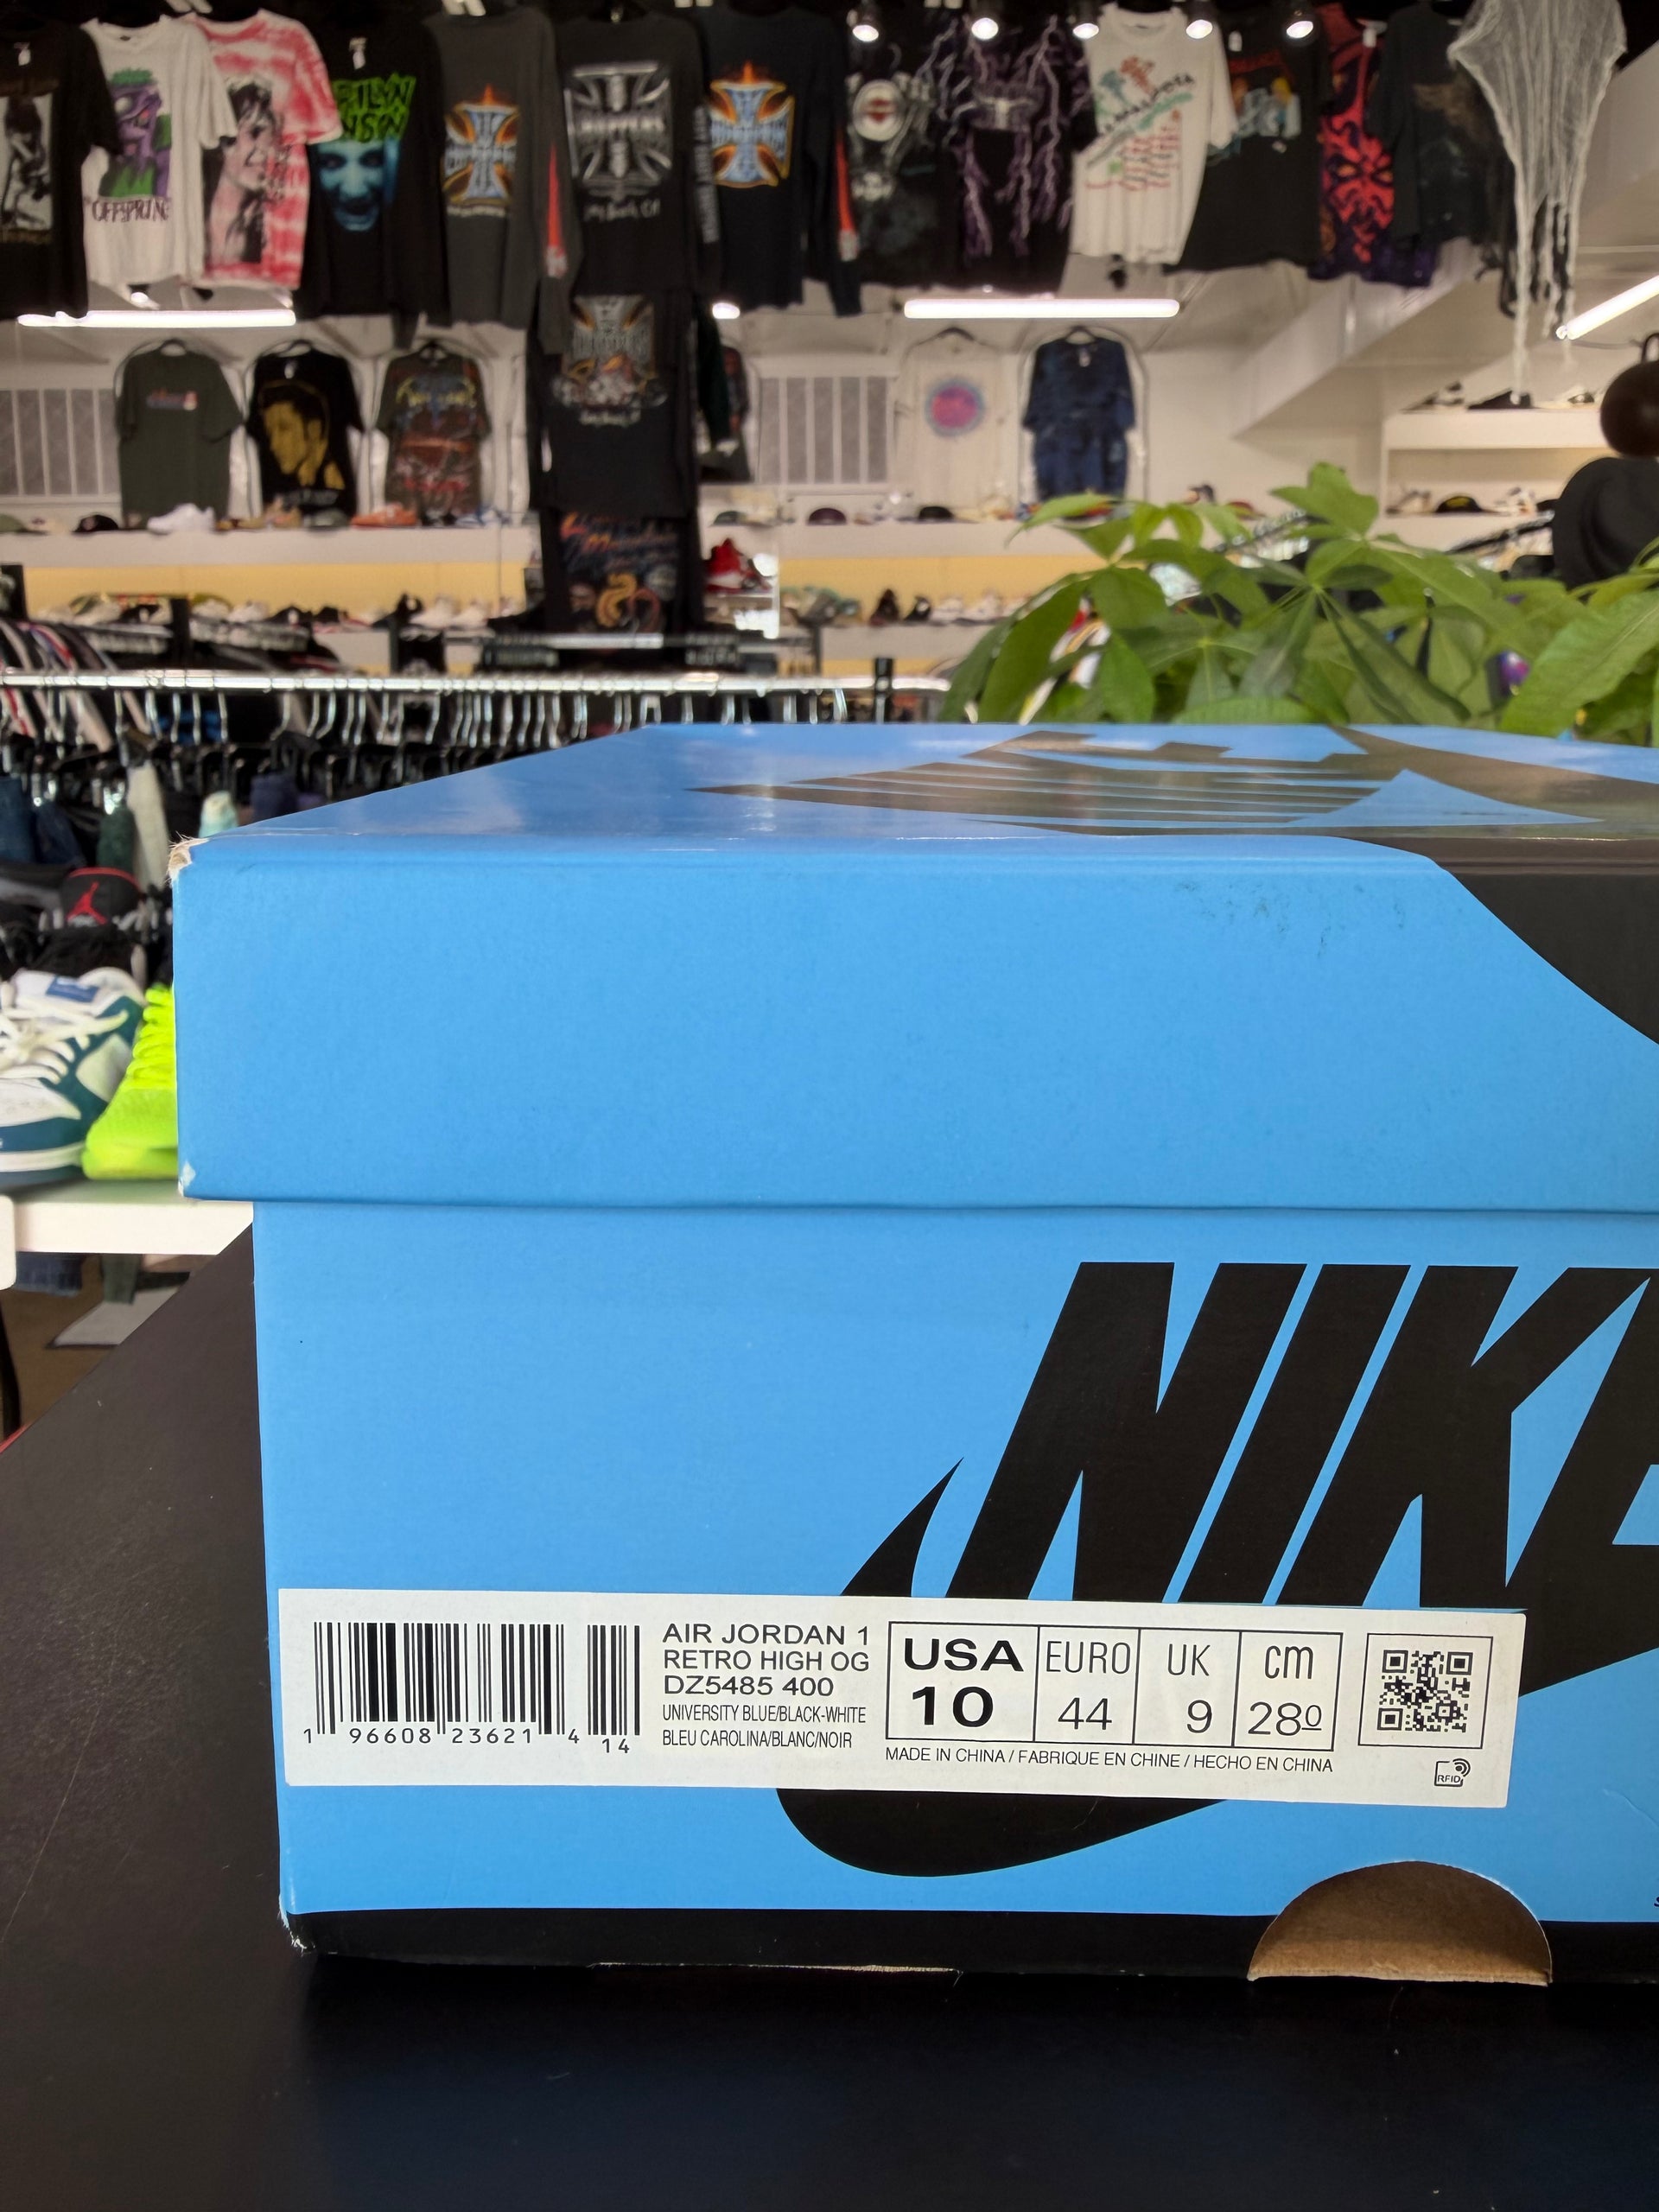 OFFSPRING
NIKE
AIR JORDAN 1
RETRO HIGH OG
DZ5485 400
UNIVERSITY BLUE/BLACK-WHITE
BLEU CAROLINA/BLANC/NOIR
1 96608 23621 4 14
USA EURO UK cm
10 44 9 28º
MADE IN CHINA / FABRIQUE EN CHINE / HECHO EN CHINA
RFID